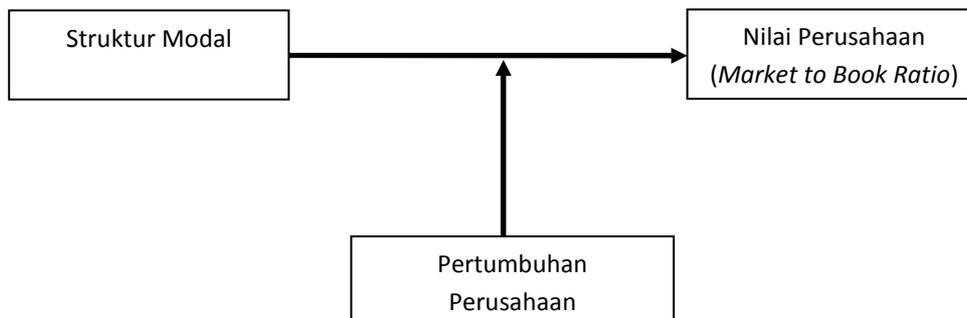 Struktur Modal
Nilai Perusahaan
(Market to Book Ratio)
Pertumbuhan
Perusahaan